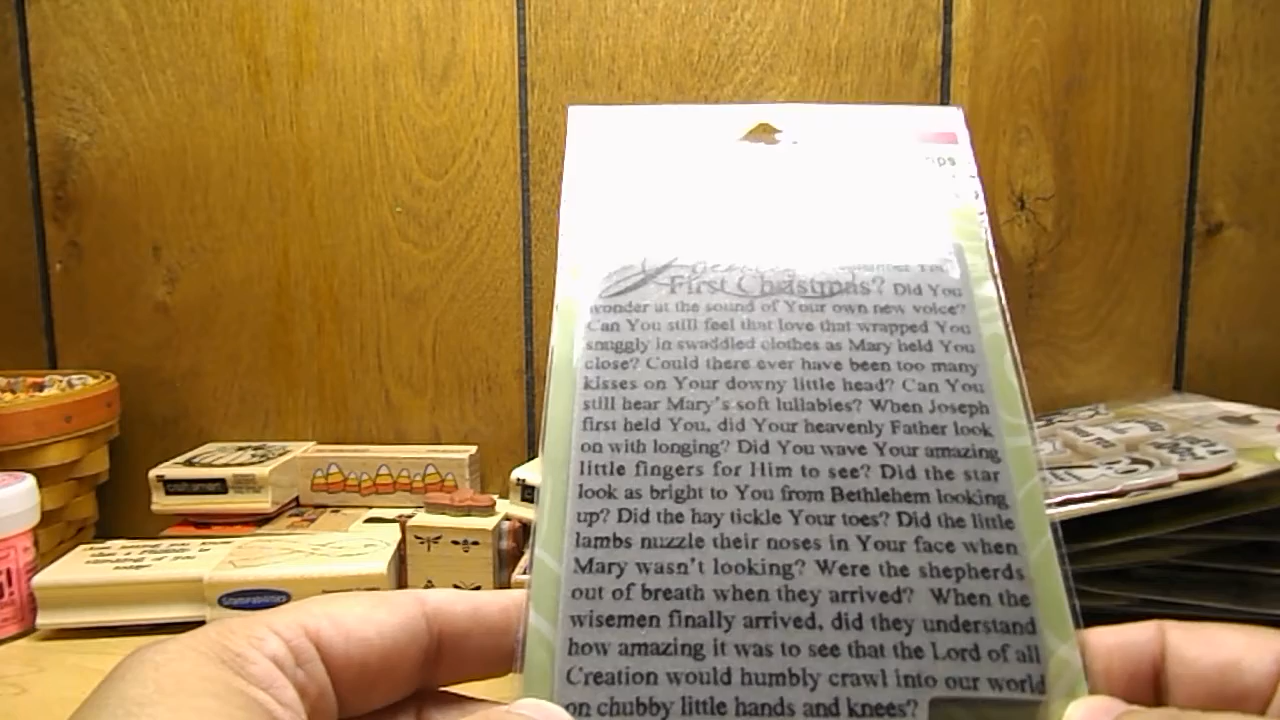 First Christmas? Did You
wonder at the sound of Your own new voice?
Can You still feel that love that wrapped You
snuggly in swaddled clothes as Mary held You
close? Could there ever have been too many
kisses on Your downy little head? Can You
still hear Mary's soft lullabies? When Joseph
first held You, did Your heavenly Father look
on with longing? Did You wave Your amazing
little fingers for Him to see? Did the star
look as bright to You from Bethlehem looking
up? Did the hay tickle Your toes? Did the little
lambs nuzzle their noses in Your face when
Mary wasn't looking? Were the shepherds
out of breath when they arrived? When the
wisemen finally arrived, did they understand
how amazing it was to see that the Lord of all
Creation would humbly crawl into our world
on chubby little hands and knees?
Stampabilities